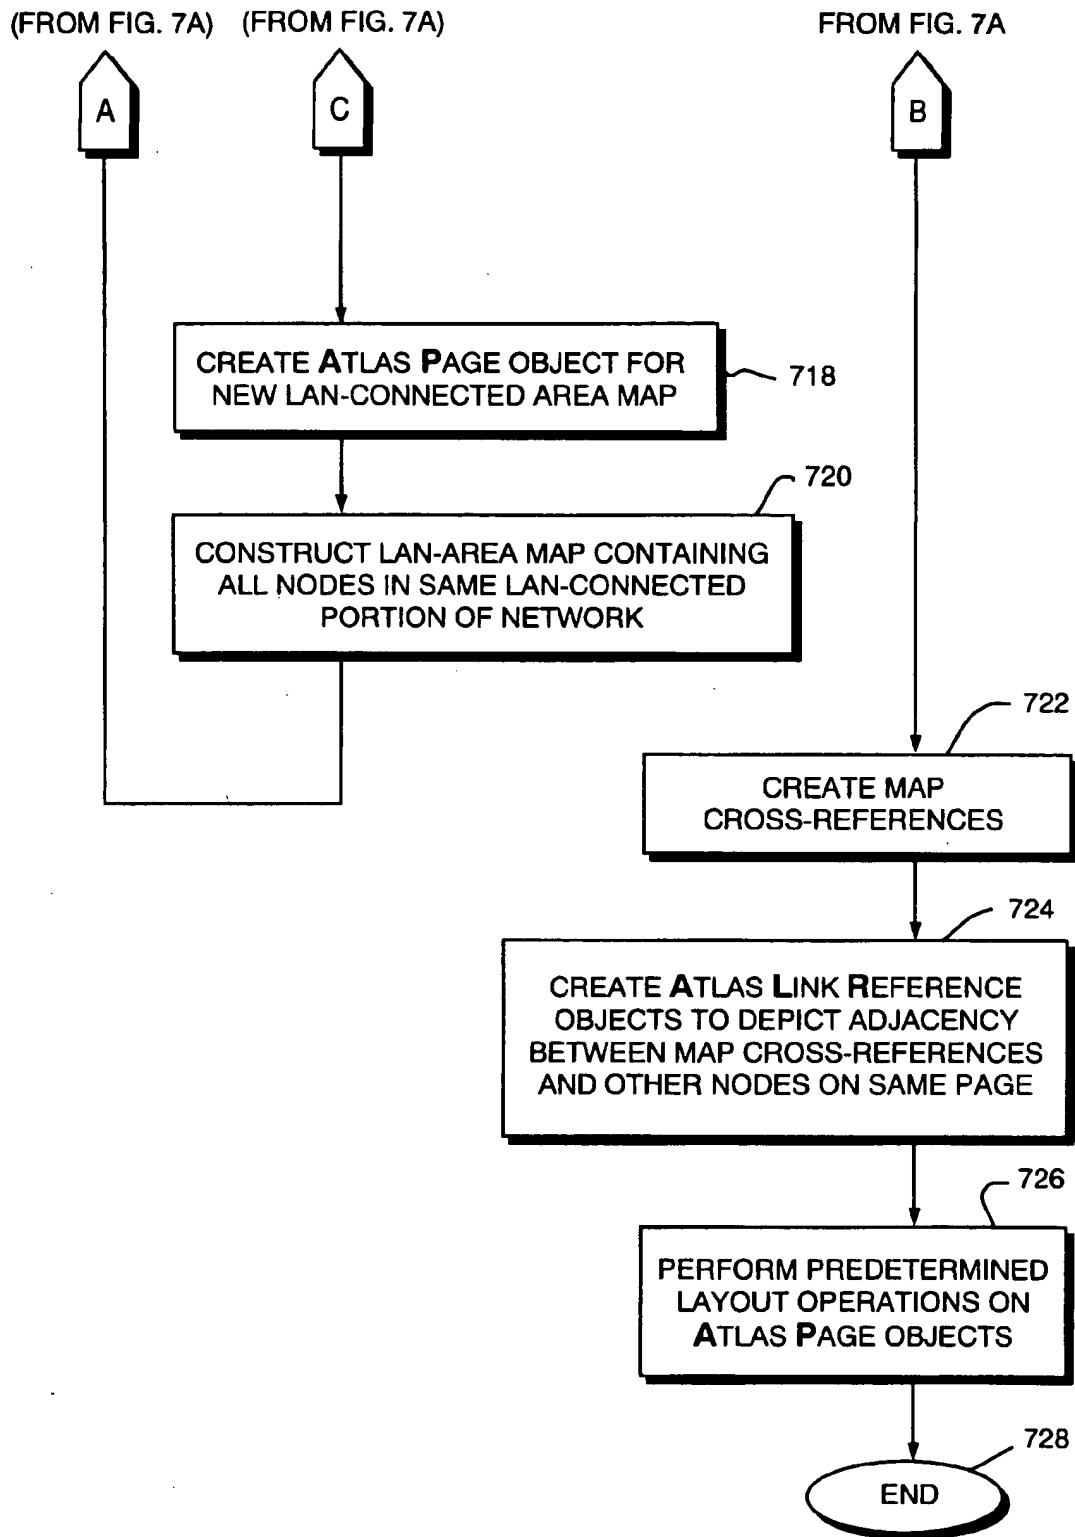 (FROM FIG. 7A) (FROM FIG. 7A) FROM FIG. 7A
A C B
CREATE ATLAS PAGE OBJECT FOR
NEW LAN-CONNECTED AREA MAP
718
720
CONSTRUCT LAN-AREA MAP CONTAINING
ALL NODES IN SAME LAN-CONNECTED
PORTION OF NETWORK
722
CREATE MAP
CROSS-REFERENCES
724
CREATE ATLAS LINK REFERENCE
OBJECTS TO DEPICT ADJACENCY
BETWEEN MAP CROSS-REFERENCES
AND OTHER NODES ON SAME PAGE
726
PERFORM PREDETERMINED
LAYOUT OPERATIONS ON
ATLAS PAGE OBJECTS
728
END